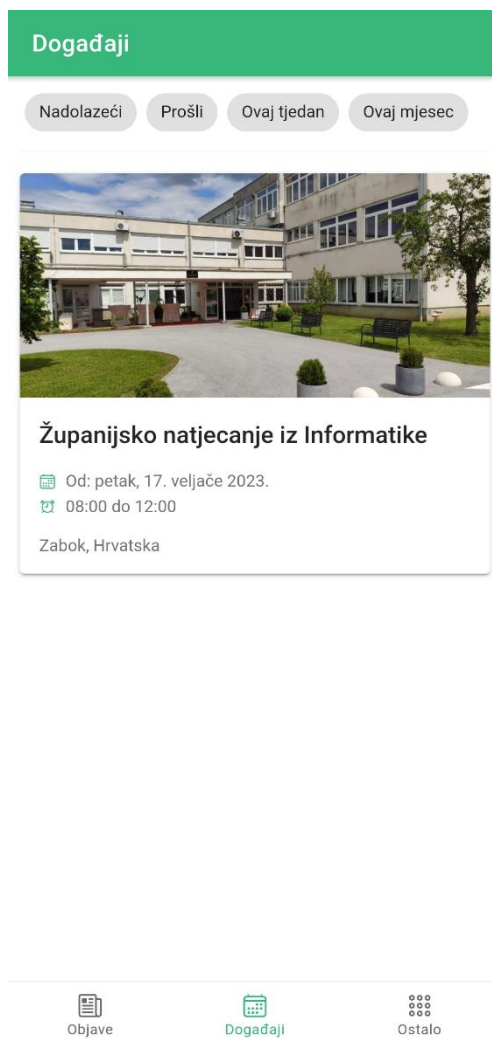 Događaji
Nadolazeći Prošli Ovaj tjedan Ovaj mjesec
Županijsko natjecanje iz Informatike
Od: petak, 17. veljače 2023.
08:00 do 12:00
Zabok, Hrvatska
Objave Događaji Ostalo